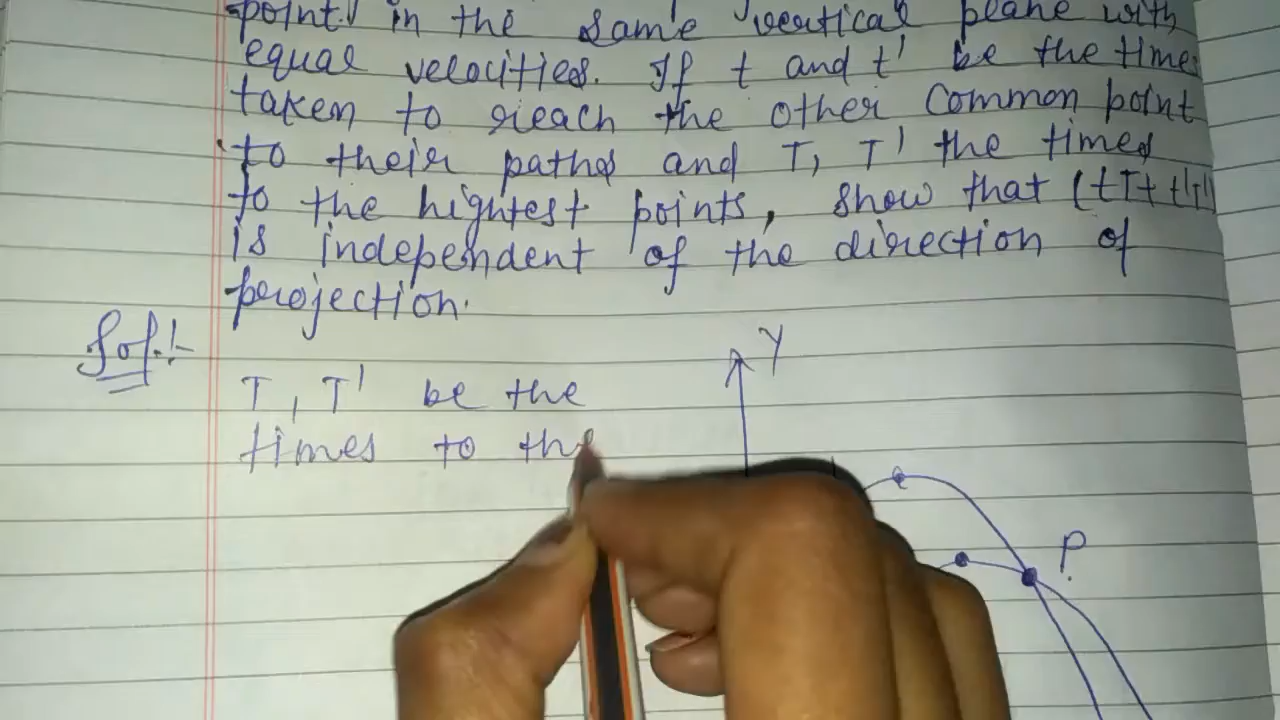 point in the same vertical plane with
equal velocities. If t and t' be the time
taken to reach the other common point
to their paths and T, T' the times
to the hightest points, show that (tT+t'T')
is independent of the direction of
projection.
Sol:-
T, T' be the
times to the
Y
P